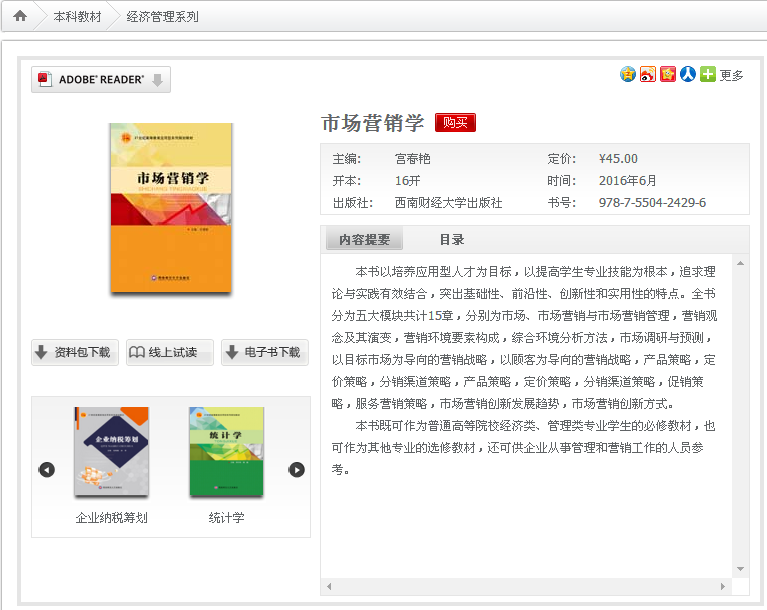 本科教材 经济管理系列
ADOBE® READER®
更多
市场营销学 购买
市场营销学
主编: 宫春艳 定价: ¥45.00
开本: 16开 时间: 2016年6月
出版社: 西南财经大学出版社 书号: 978-7-5504-2429-6
内容提要 目录
本书以培养应用型人才为目标，以提高学生专业技能为根本，追求理
论与实践有效结合，突出基础性、前沿性、创新性和实用性的特点。全书
分为五大模块共计15章，分别为市场、市场营销与市场营销管理，营销观
念及其演变，营销环境要素构成，综合环境分析方法，市场调研与预测，
以目标市场为导向的营销战略，以顾客为导向的营销战略，产品策略，定
价策略，分销渠道策略，产品策略，定价策略，分销渠道策略，促销策
略，服务营销策略，市场营销创新发展趋势，市场营销创新方式。
本书既可作为普通高等院校经济类、管理类专业学生的必修教材，也
可作为其他专业的选修教材，还可供企业从事管理和营销工作的人员参
考。
资料包下载 线上试读 电子书下载
企业纳税筹划
统计学
企业纳税筹划 统计学